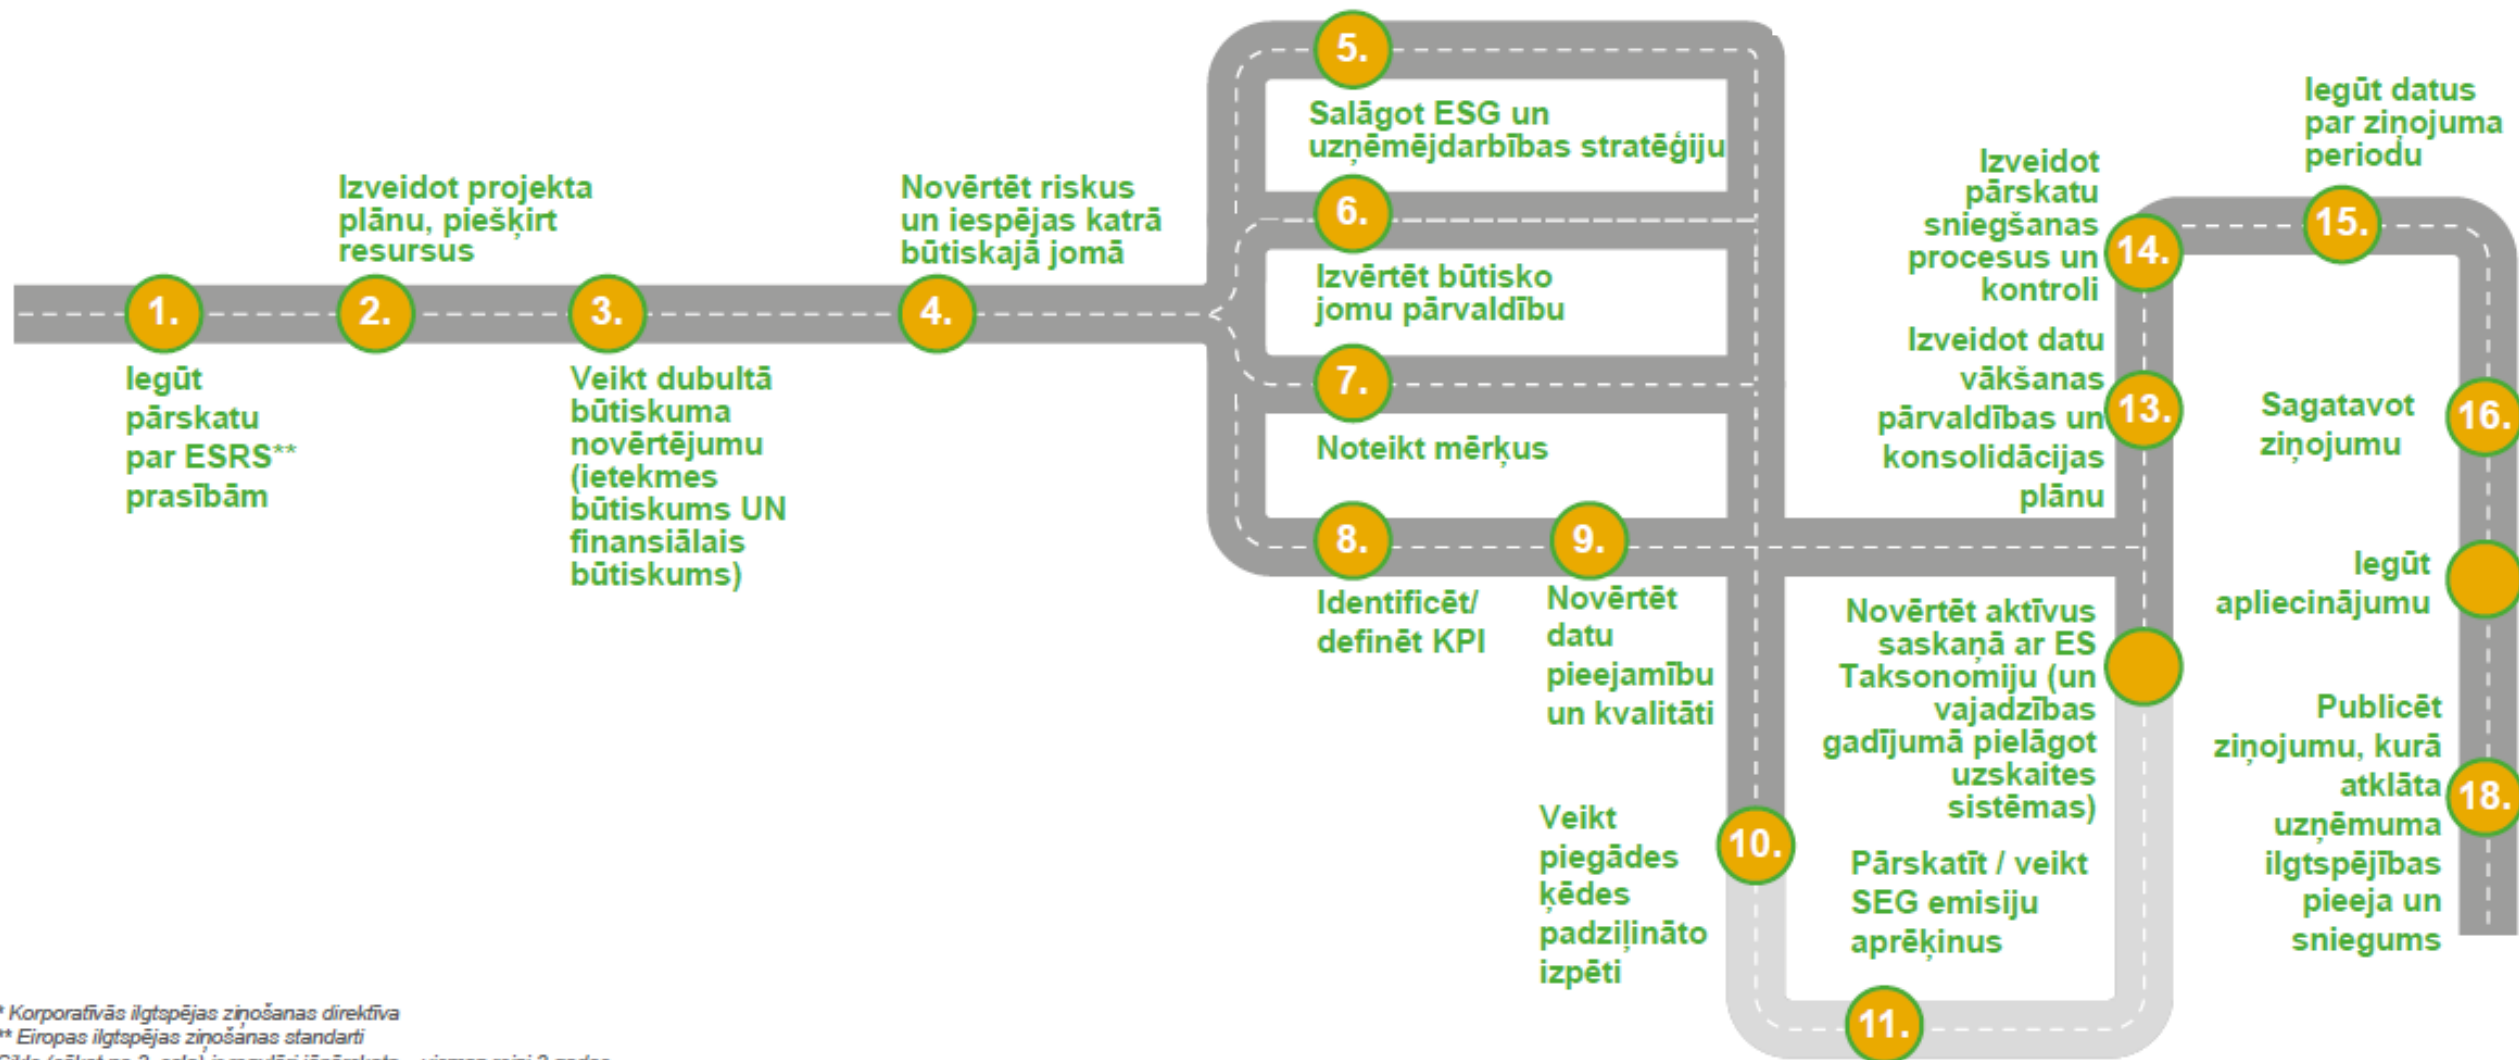 1.
Iegūt
pārskatu
par ESRS**
prasībām
2.
Izveidot projekta
plānu, piešķirt
resursus
3.
Veikt dubultā
būtiskuma
novērtējumu
(ietekmes
būtiskums UN
finansiālais
būtiskums)
4.
Novērtēt riskus
un iespējas katrā
būtiskajā jomā
5.
Salāgot ESG un
uzņēmējdarbības stratēģiju
6.
Izvērtēt būtisko
jomu pārvaldību
7.
Noteikt mērķus
8.
Identificēt/
definēt KPI
9.
Novērtēt
datu
pieejamību
un kvalitāti
10.
Veikt
piegādes
ķēdes
padziļināto
izpēti
11.
Pārskatīt / veikt
SEG emisiju
aprēķinus
Novērtēt aktīvus
saskaņā ar ES
Taksonomiju (un
vajadzības
gadījumā pielāgot
uzskaites
sistēmas)
13.
Izveidot datu
vākšanas
pārvaldības un
konsolidācijas
plānu
14.
Izveidot
pārskatu
sniegšanas
procesus un
kontroli
15.
Iegūt datus
par ziņojuma
periodu
16.
Sagatavot
ziņojumu
Iegūt
apliecinājumu
18.
Publicēt
ziņojumu, kurā
atklāta
uzņēmuma
ilgtspējības
pieeja un
sniegums
* Korporatīvās ilgtspējas ziņošanas direktīva
** Eiropas ilgtspējas ziņošanas standarti